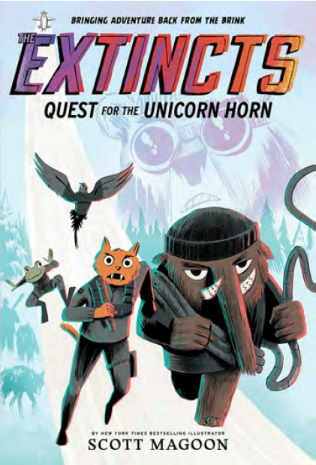 BRINGING ADVENTURE BACK FROM THE BRINK
THE
EXTINCTS
QUEST FOR THE UNICORN HORN
BY NEW YORK TIMES BESTSELLING ILLUSTRATOR
SCOTT MAGOON